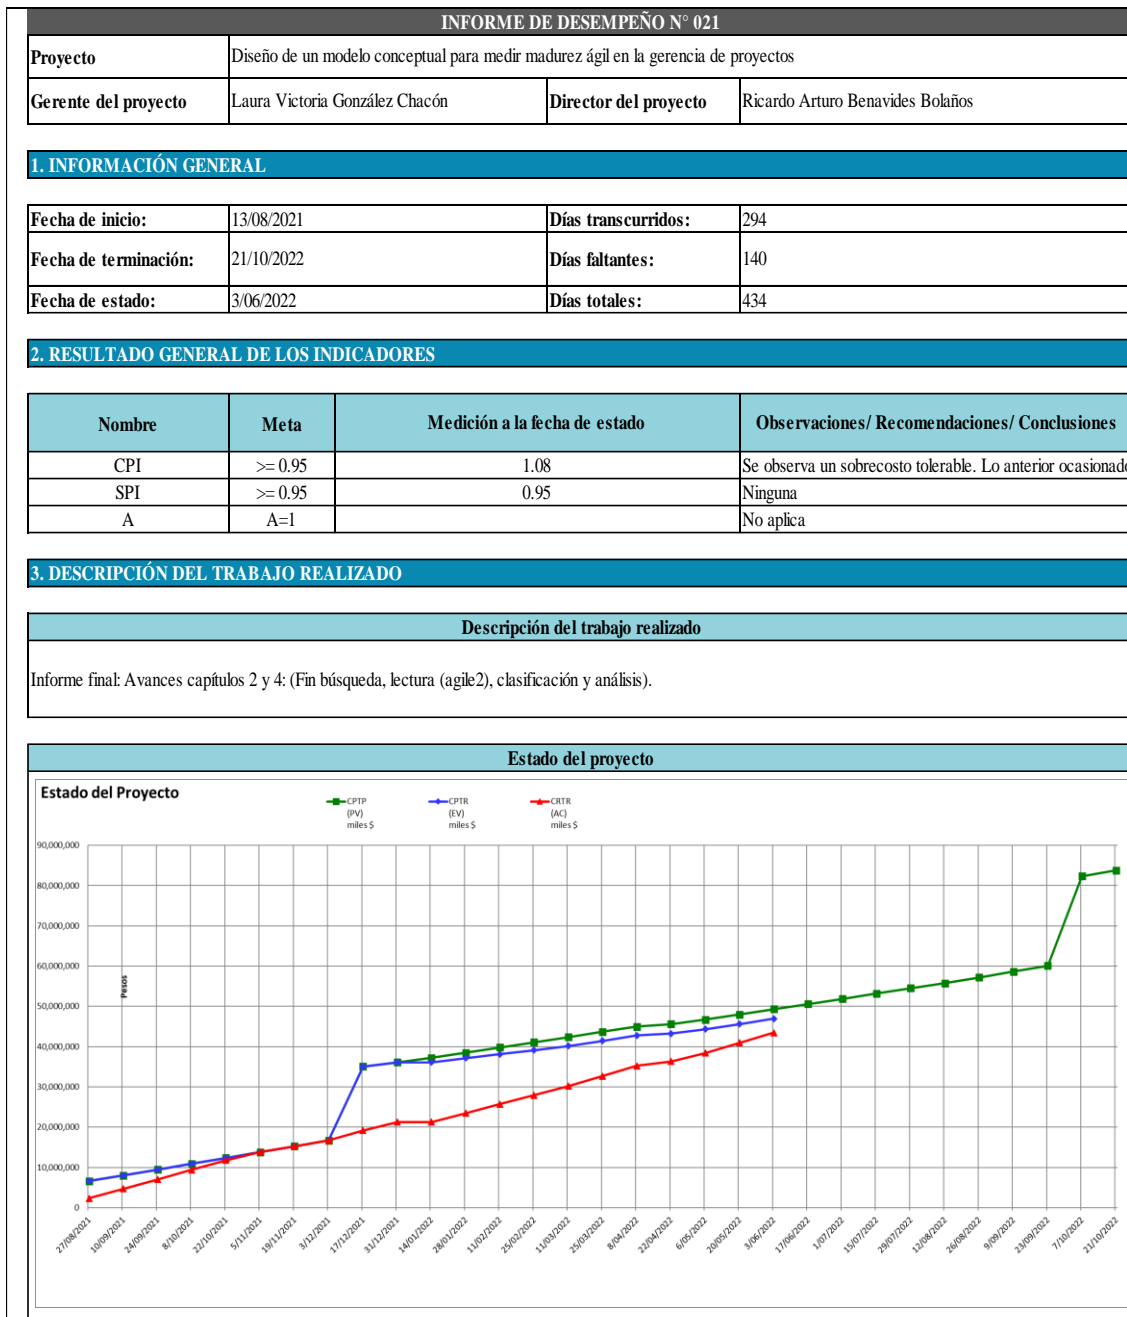 INFORME DE DESEMPEÑO N° 021
Proyecto Diseño de un modelo conceptual para medir madurez ágil en la gerencia de proyectos
Gerente del proyecto Laura Victoria González Chacón Director del proyecto Ricardo Arturo Benavides Bolaños
1. INFORMACIÓN GENERAL
Fecha de inicio: 13/08/2021 Días transcurridos: 294
Fecha de terminación: 21/10/2022 Días faltantes: 140
Fecha de estado: 3/06/2022 Días totales: 434
2. RESULTADO GENERAL DE LOS INDICADORES
Nombre Meta Medición a la fecha de estado Observaciones/ Recomendaciones/ Conclusiones
CPI >= 0.95 1.08 Se observa un sobrecosto tolerable. Lo anterior ocasionado
SPI >= 0.95 0.95 Ninguna
A A=1 No aplica
3. DESCRIPCIÓN DEL TRABAJO REALIZADO
Descripción del trabajo realizado
Informe final: Avances capítulos 2 y 4: (Fin búsqueda, lectura (agile2), clasificación y análisis).
Estado del proyecto
Estado del Proyecto
CPTP CPTR CRTR
(PV) (EV) (AC)
miles $ miles $ miles $
90,000,000
80,000,000
70,000,000
60,000,000
Pesos
50,000,000
40,000,000
30,000,000
20,000,000
10,000,000
0
27/08/2021 10/09/2021 24/09/2021 8/10/2021 22/10/2021 5/11/2021 19/11/2021 3/12/2021 17/12/2021 31/12/2021 14/01/2022 28/01/2022 11/02/2022 25/02/2022 11/03/2022 25/03/2022 8/04/2022 22/04/2022 6/05/2022 20/05/2022 3/06/2022 17/06/2022 1/07/2022 15/07/2022 29/07/2022 12/08/2022 26/08/2022 9/09/2022 23/09/2022 7/10/2022 21/10/2022